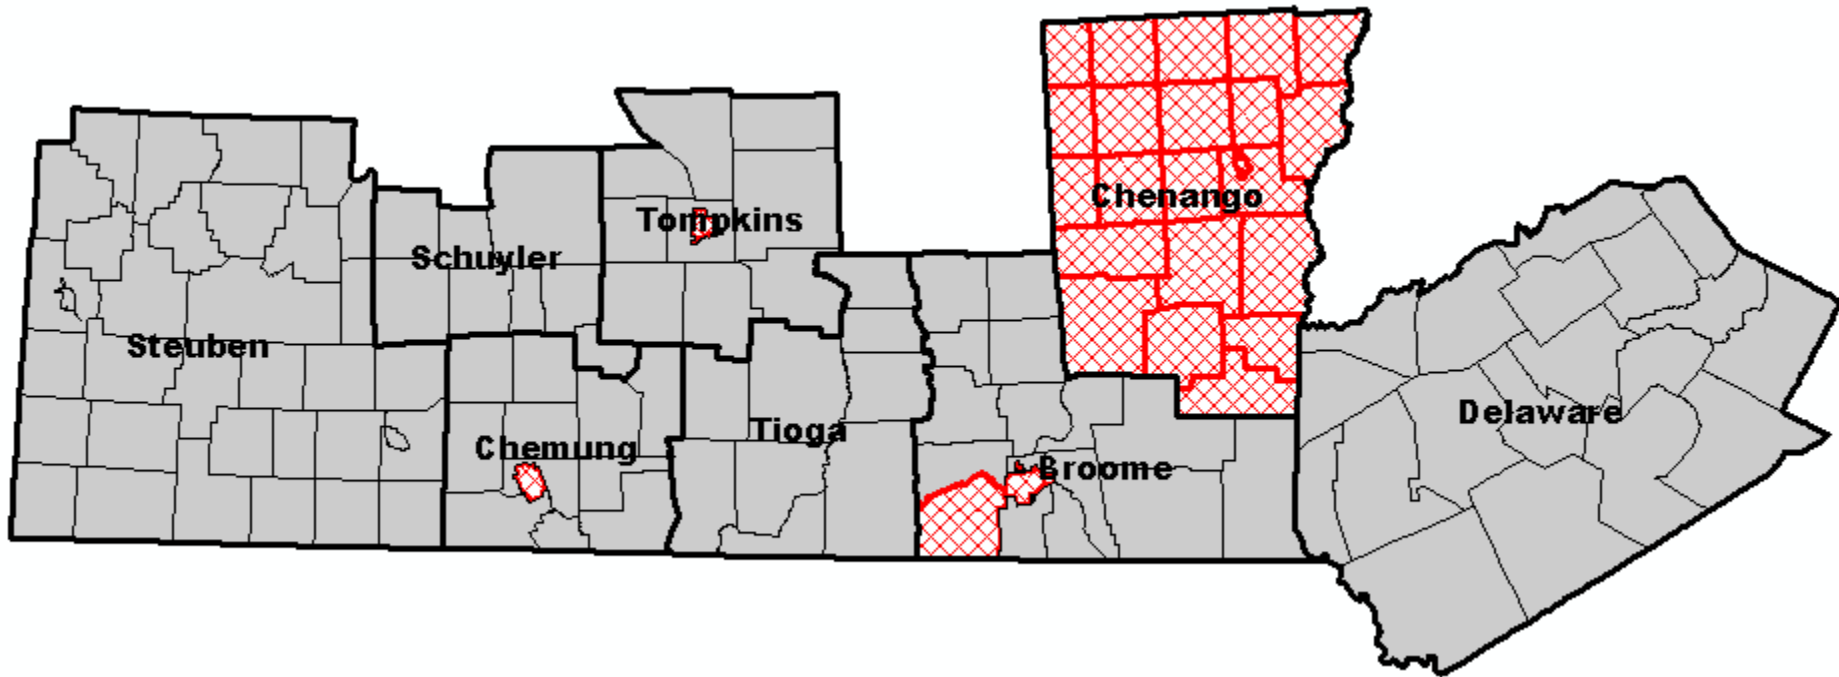 Chenango
Tompkins
Schuyler
Steuben
Delaware
Tioga
Chemung
Broome